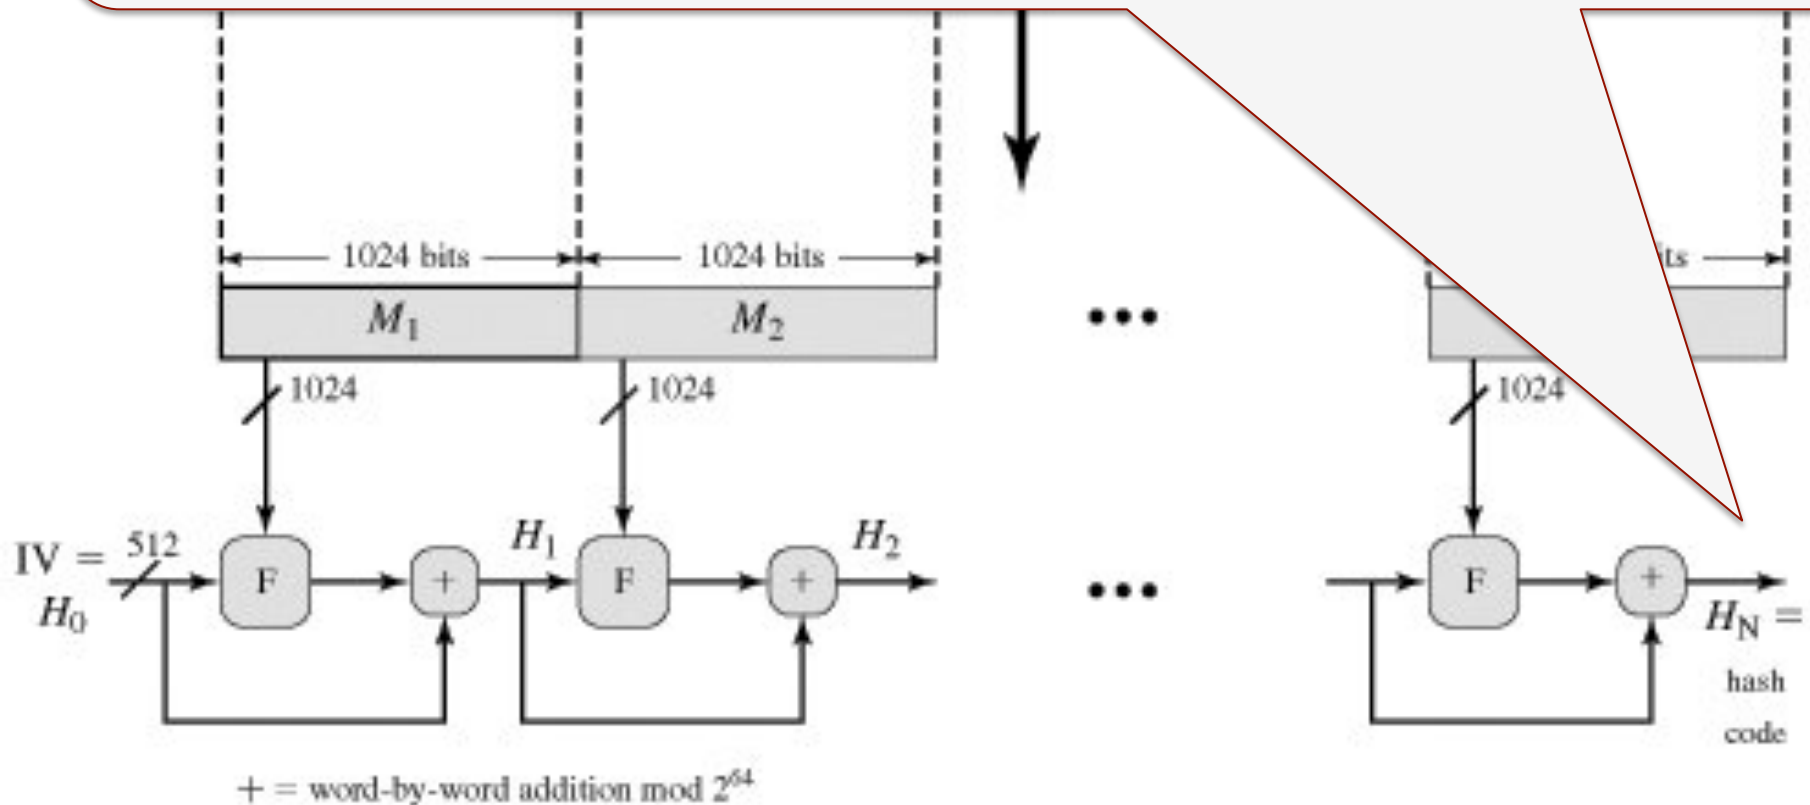 1024 bits 1024 bits ts
M1 M2
1024 1024 1024
IV = 512 H1 H2
F + F + F +
H0 HN =
hash
code
+ = word-by-word addition mod 2^64